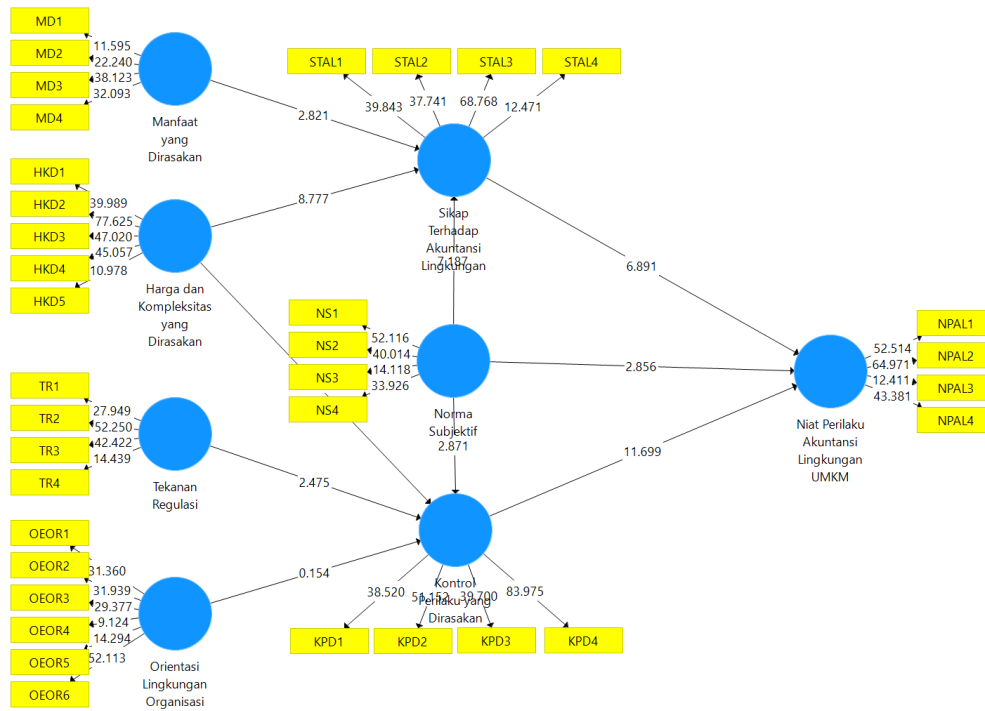 MD1
MD2
MD3
MD4
11.595
22.240
38.123
32.093
Manfaat
yang
Dirasakan
2.821
HKD1
HKD2
HKD3
HKD4
HKD5
39.989
77.625
47.020
45.057
10.978
Harga dan
Kompleksitas
yang
Dirasakan
8.777
TR1
TR2
TR3
TR4
27.949
52.250
42.422
14.439
Tekanan
Regulasi
2.475
OEOR1
OEOR2
OEOR3
OEOR4
OEOR5
OEOR6
31.360
31.939
29.377
9.124
14.294
52.113
Orientasi
Lingkungan
Organisasi
0.154
STAL1
STAL2
STAL3
STAL4
39.843
37.741
68.768
12.471
Sikap
Terhadap
Akuntansi
Lingkungan
7.187
6.891
NS1
NS2
NS3
NS4
52.116
40.014
14.118
33.926
Norma
Subjektif
2.871
2.856
11.699
Kontrol
Perilaku yang
Dirasakan
38.520
51.152
39.700
83.975
KPD1
KPD2
KPD3
KPD4
NPAL1
NPAL2
NPAL3
NPAL4
52.514
64.971
12.411
43.381
Niat Perilaku
Akuntansi
Lingkungan
UMKM